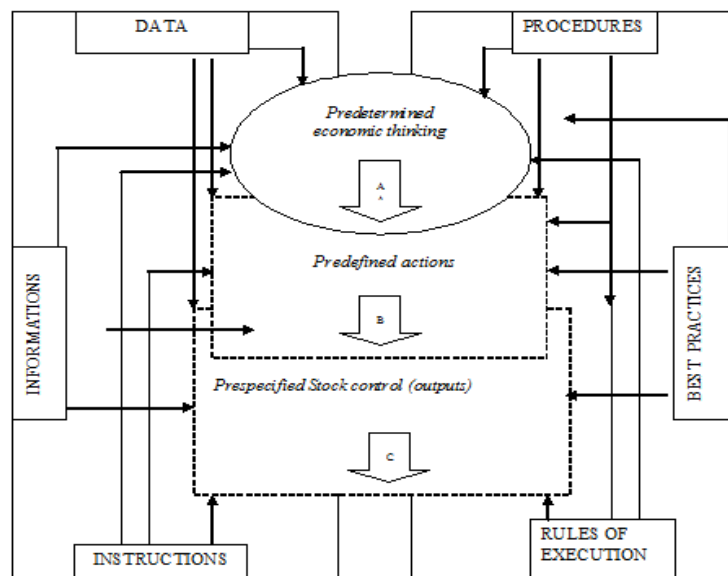 DATA
PROCEDURES
Predetermined
economic thinking
A
Predefined actions
B
INFORMATIONS
BEST PRACTICES
Prespecified Stock control (outputs)
C
INSTRUCTIONS
RULES OF
EXECUTION